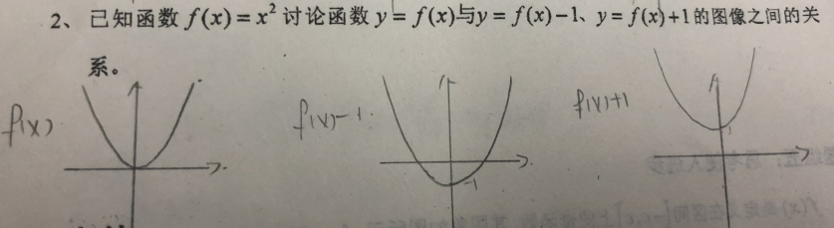 2、已知函数 f(x)=x² 讨论函数 y=f(x)与y=f(x)-1、y=f(x)+1的图像之间的关
系。
f(x) f(x)-1. f(x)+1
1
-1